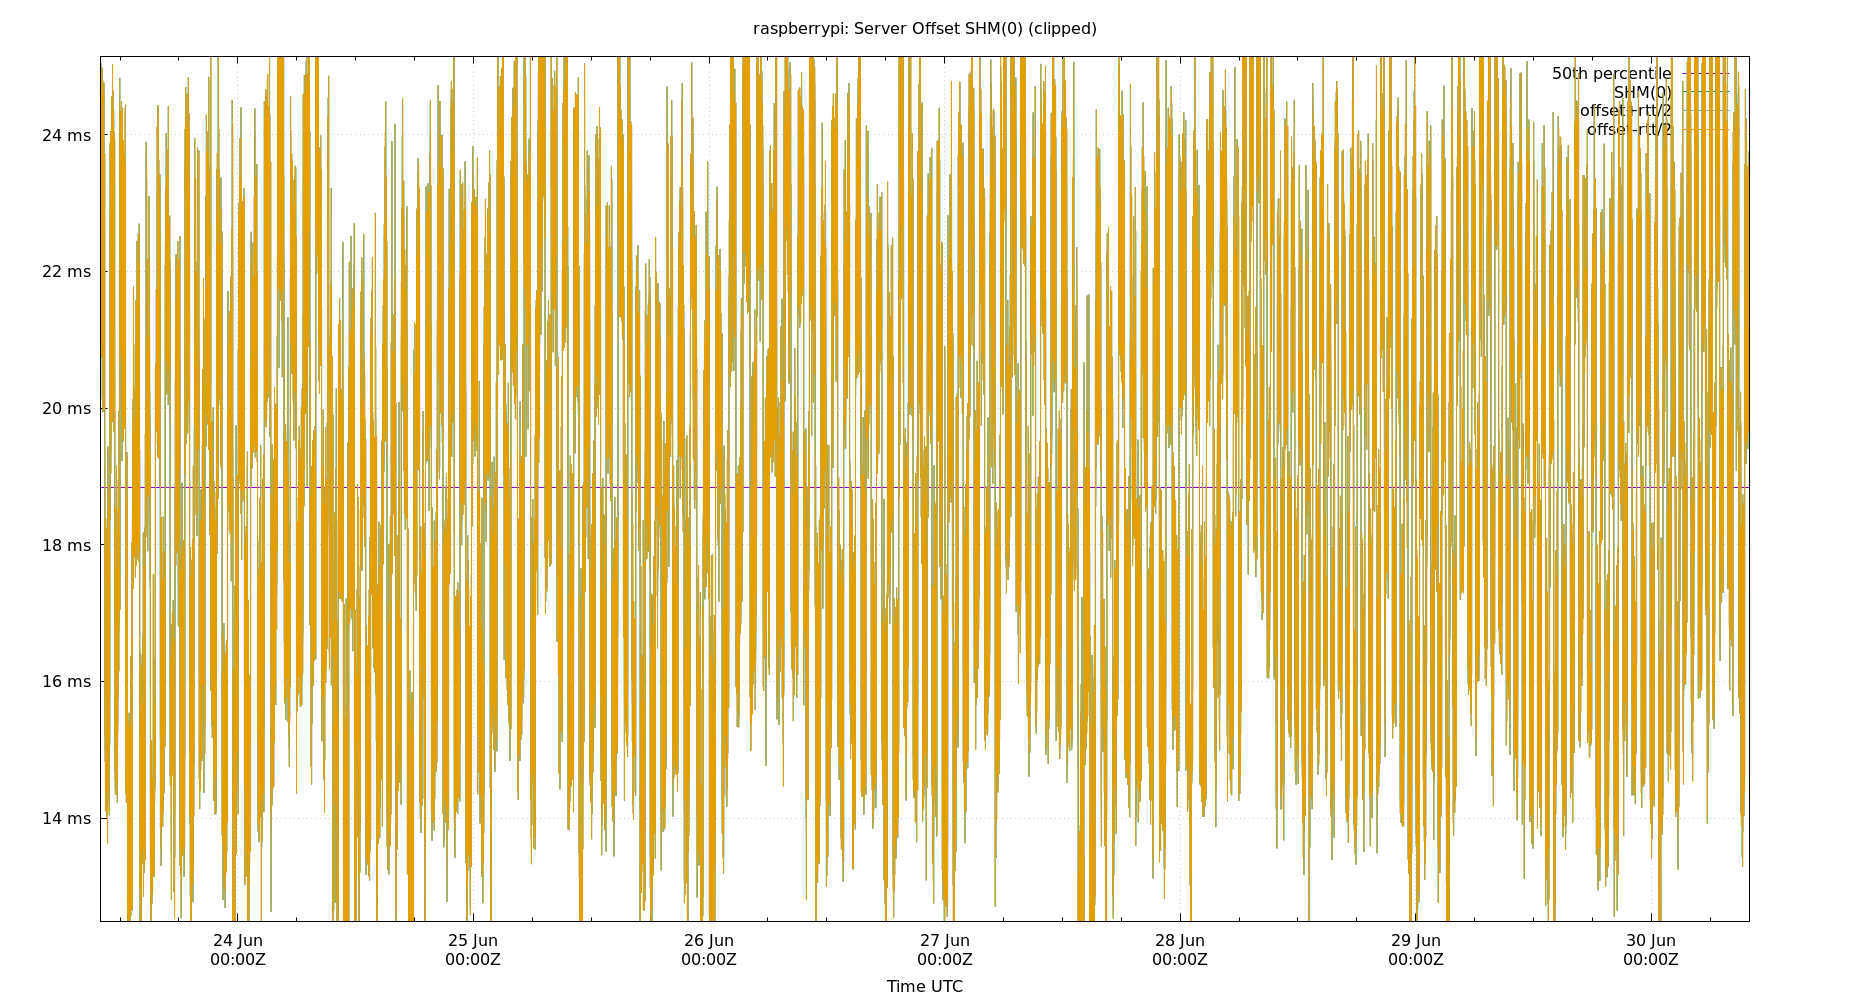 raspberrypi: Server Offset SHM(0) (clipped)
50th percentile
SHM(0)
offset+rtt/2
offset-rtt/2
24 ms
22 ms
20 ms
18 ms
16 ms
14 ms
24 Jun 25 Jun 26 Jun 27 Jun 28 Jun 29 Jun 30 Jun
00:00Z 00:00Z 00:00Z 00:00Z 00:00Z 00:00Z 00:00Z
Time UTC